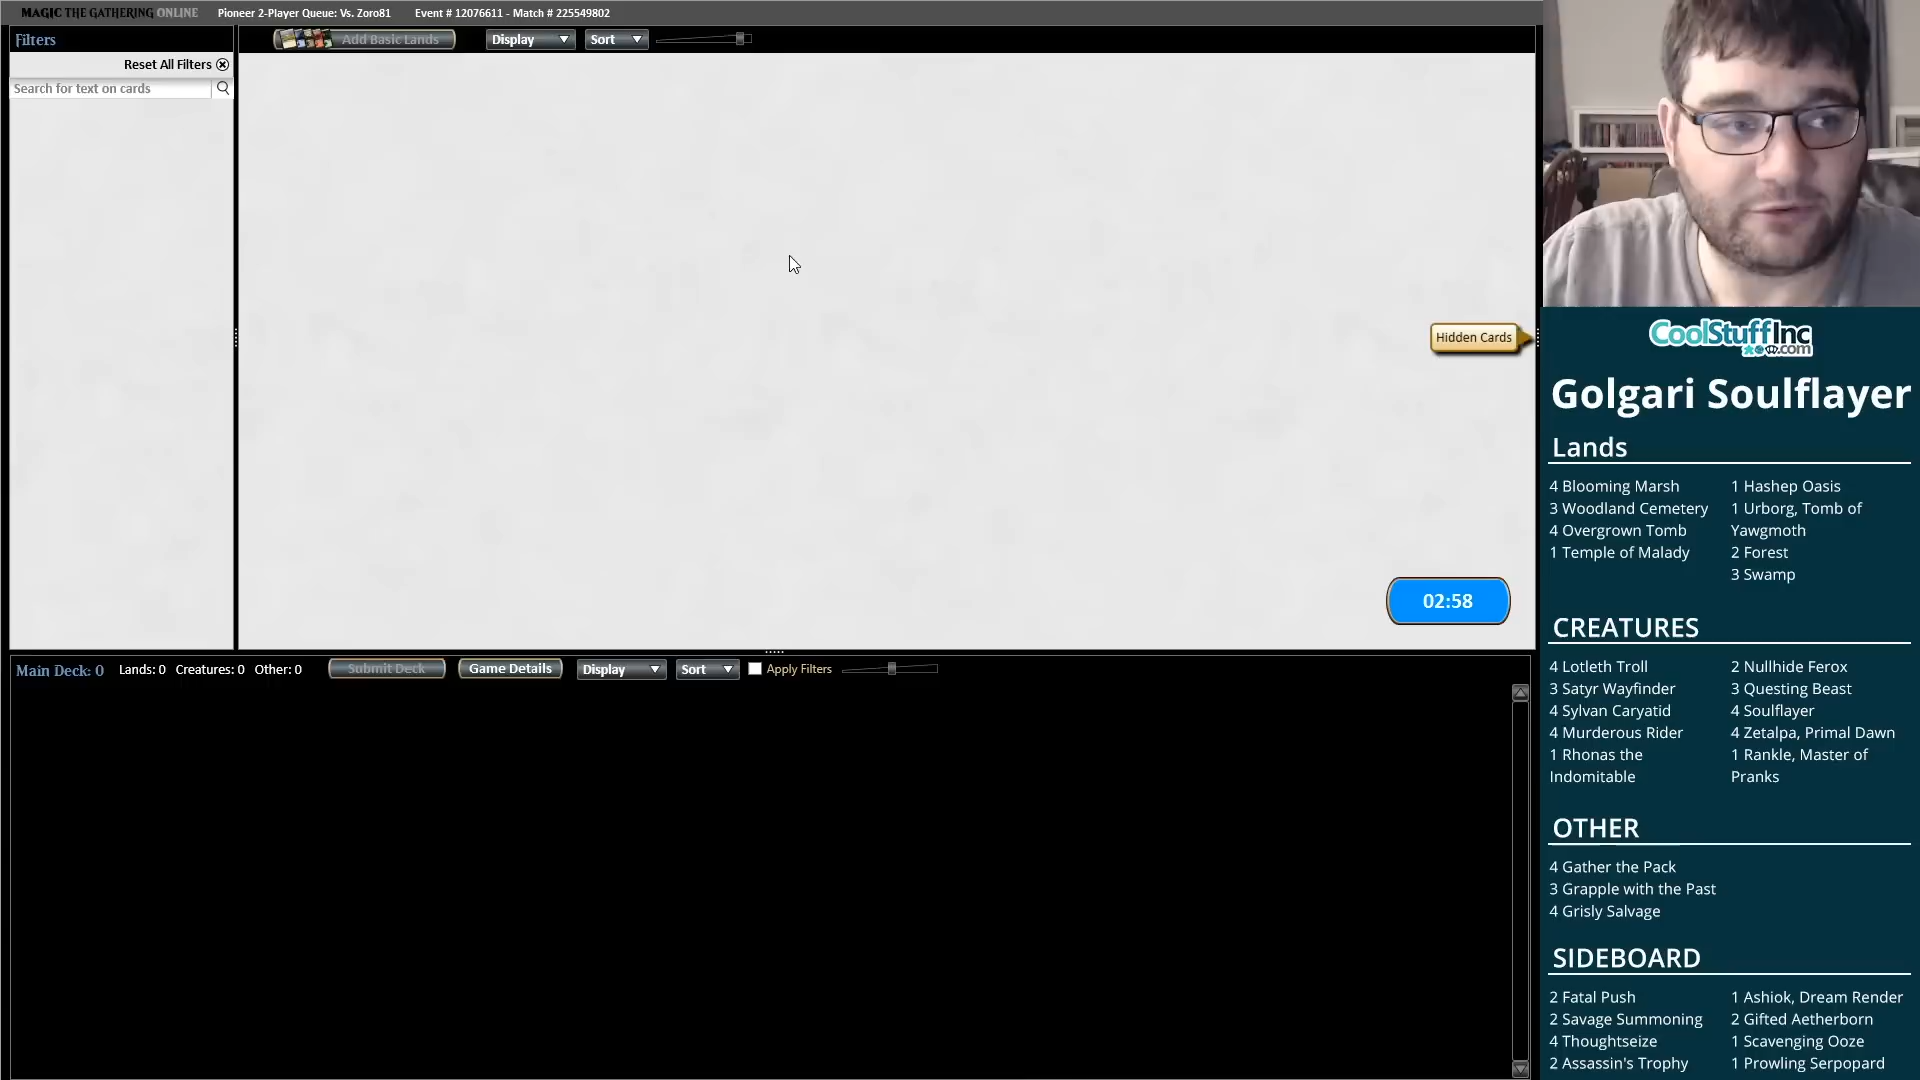 MAGIC THE GATHERING ONLINE
Pioneer 2-Player Queue: Vs. Zoro81
Event # 12076611 - Match # 225549802
Filters
Add Basic Lands
Display
Sort
Reset All Filters
Search for text on cards
Hidden Cards
02:58
Main Deck: 0
Lands: 0
Creatures: 0
Other: 0
Submit Deck
Game Details
Display
Sort
Apply Filters
CoolStuffInc
.com
Golgari Soulflayer
Lands
4 Blooming Marsh
3 Woodland Cemetery
4 Overgrown Tomb
1 Temple of Malady
1 Hashep Oasis
1 Urborg, Tomb of
Yawgmoth
2 Forest
3 Swamp
CREATURES
4 Lotleth Troll
3 Satyr Wayfinder
4 Sylvan Caryatid
4 Murderous Rider
1 Rhonas the
Indomitable
2 Nullhide Ferox
3 Questing Beast
4 Soulflayer
4 Zetalpa, Primal Dawn
1 Rankle, Master of
Pranks
OTHER
4 Gather the Pack
3 Grapple with the Past
4 Grisly Salvage
SIDEBOARD
2 Fatal Push
2 Savage Summoning
4 Thoughtseize
2 Assassin's Trophy
1 Ashiok, Dream Render
2 Gifted Aetherborn
1 Scavenging Ooze
1 Prowling Serpopard